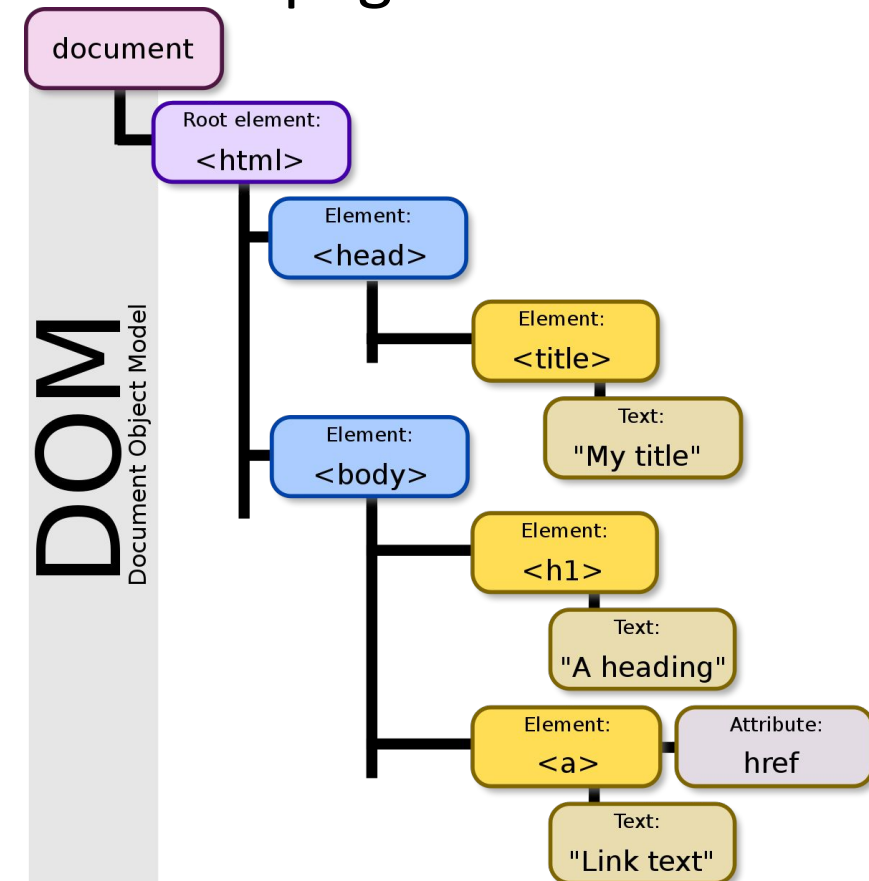 document
Root element:
<html>
Element:
<head>
Element:
<title>
Text:
"My title"
Element:
<body>
Element:
<h1>
Text:
"A heading"
Element:
<a>
Attribute:
href
Text:
"Link text"
DOM
Document Object Model